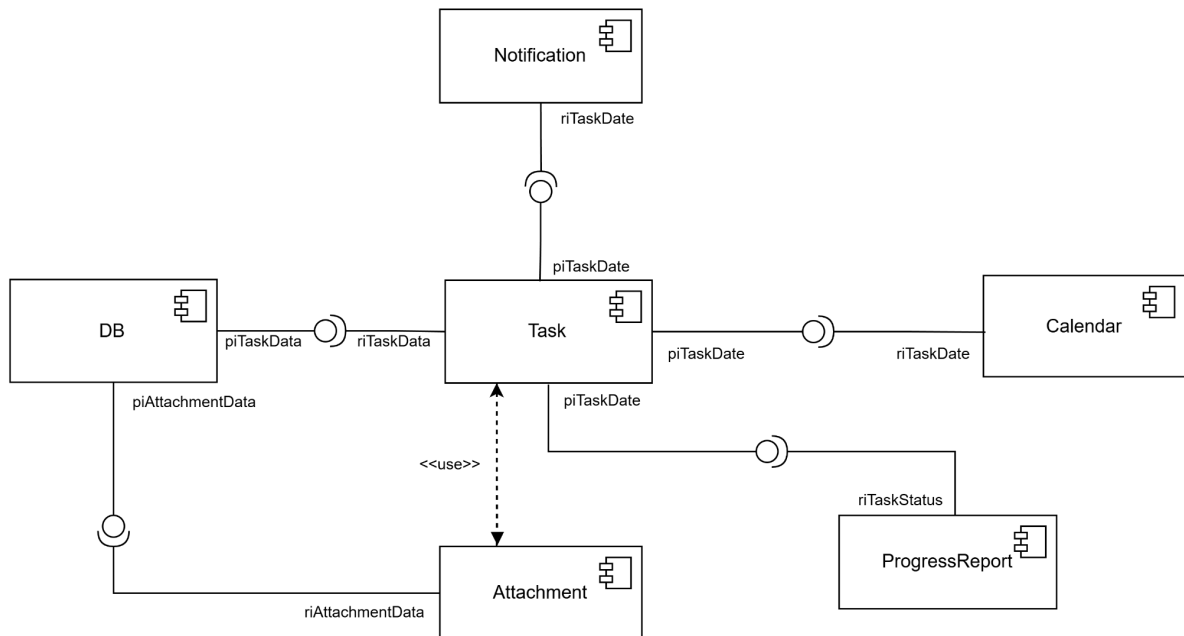 Notification
riTaskDate
piTaskDate
DB
piTaskData
riTaskData
Task
piTaskDate
riTaskDate
Calendar
piAttachmentData
piTaskDate
<<use>>
riTaskStatus
ProgressReport
Attachment
riAttachmentData